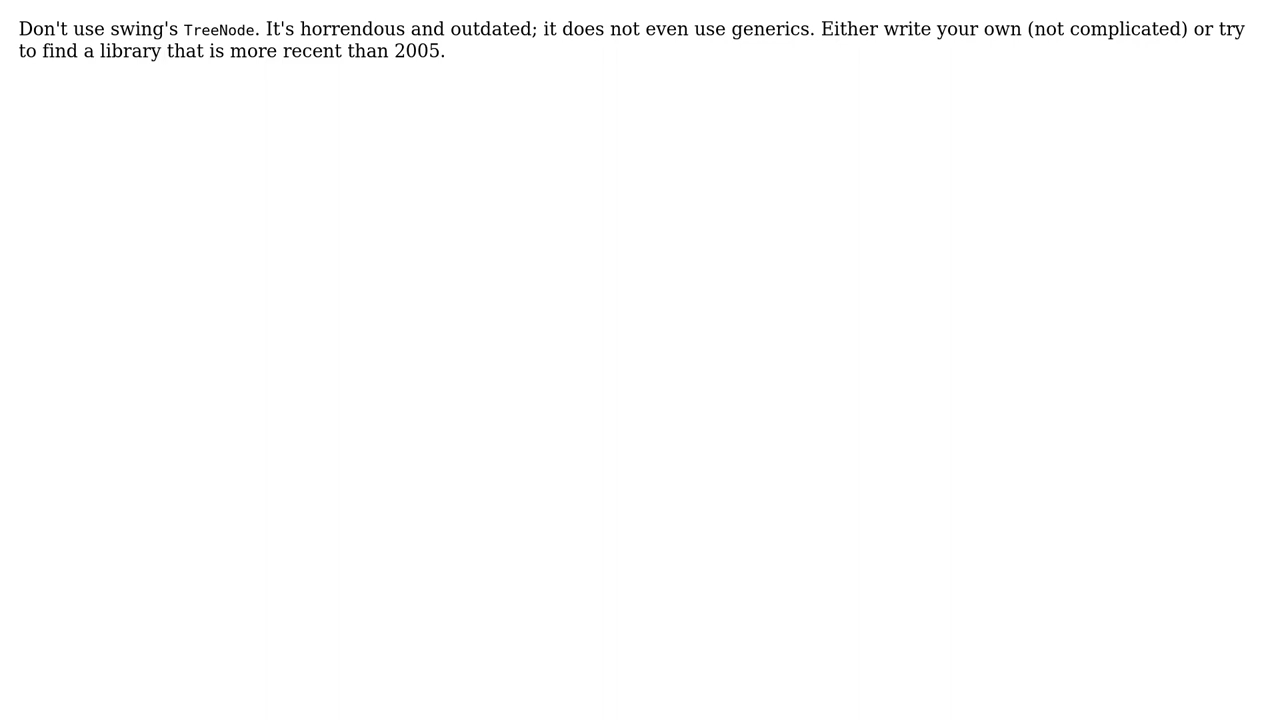 Don't use swing's TreeNode. It's horrendous and outdated; it does not even use generics. Either write your own (not complicated) or try
to find a library that is more recent than 2005.